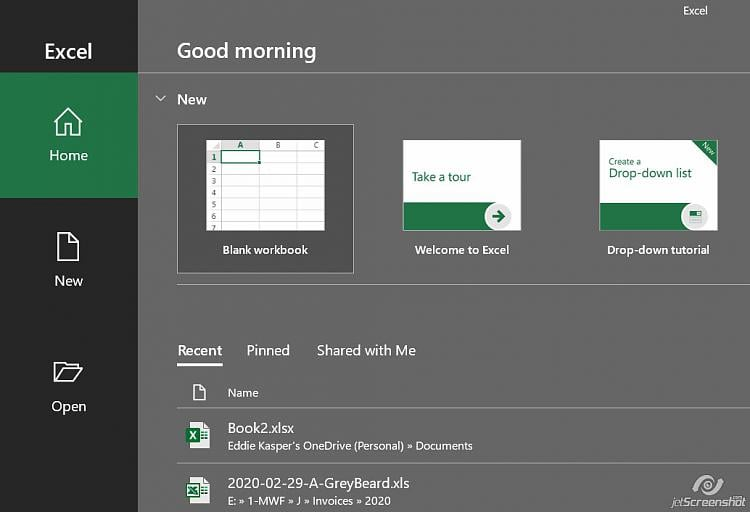 Excel
Excel
Good morning
New
Home
New
Open
A B C
1
2
3
4
5
6
7
Blank workbook
Take a tour
Welcome to Excel
Create a
Drop-down list
New
Drop-down tutorial
Recent Pinned Shared with Me
Name
Book2.xlsx
Eddie Kasper's OneDrive (Personal) » Documents
2020-02-29-A-GreyBeard.xls
E: » 1-MWF » J » Invoices » 2020
jetScreenshot